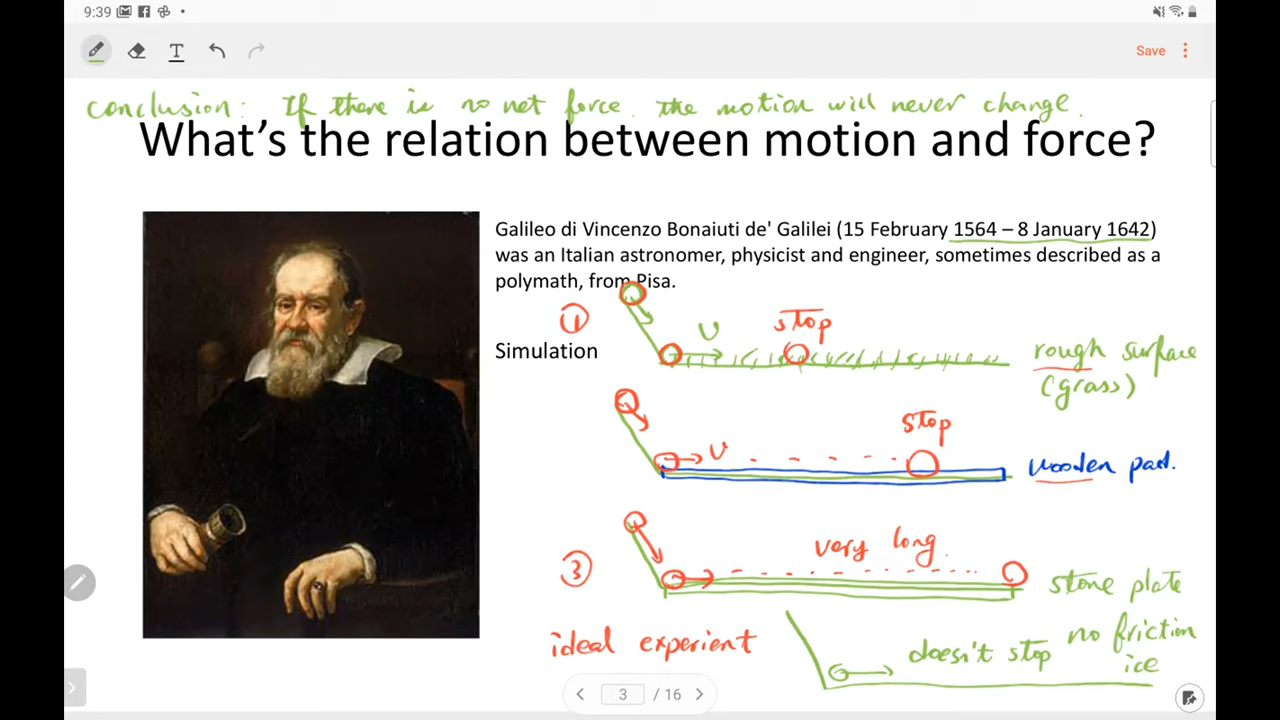 9:39
Save
conclusion: If there is no net force. the motion will never change.
What's the relation between motion and force?
Galileo di Vincenzo Bonaiuti de' Galilei (15 February 1564 – 8 January 1642)
was an Italian astronomer, physicist and engineer, sometimes described as a
polymath, from Pisa.
① υ stop
Simulation
rough surface
(grass)
stop
υ
wooden pad.
③ very long.
stone plate
ideal experient
doesn't stop
no friction
ice
3 / 16